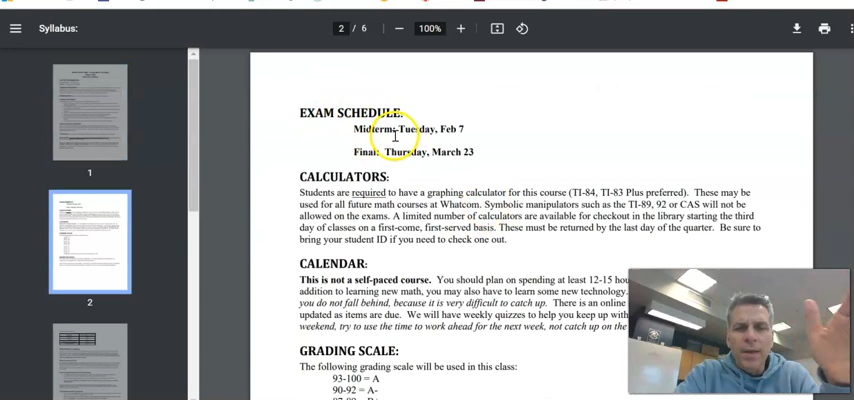 Syllabus:
2 / 6
100%
EXAM SCHEDULE:
Midterm: Tuesday, Feb 7
Final: Thursday, March 23
CALCULATORS:
Students are required to have a graphing calculator for this course (TI-84, TI-83 Plus preferred). These may be
used for all future math courses at Whatcom. Symbolic manipulators such as the TI-89, 92 or CAS will not be
allowed on the exams. A limited number of calculators are available for checkout in the library starting the third
day of classes on a first-come, first-served basis. These must be returned by the last day of the quarter. Be sure to
bring your student ID if you need to check one out.
CALENDAR:
This is not a self-paced course. You should plan on spending at least 12-15
addition to learning new math, you may also have to learn some new technology.
you do not fall behind, because it is very difficult to catch up. There is an online
updated as items are due. We will have weekly quizzes to help you keep up with
weekend, try to use the time to work ahead for the next week, not catch up on the
GRADING SCALE:
The following grading scale will be used in this class:
93-100 = A
90-92 = A-
1
2